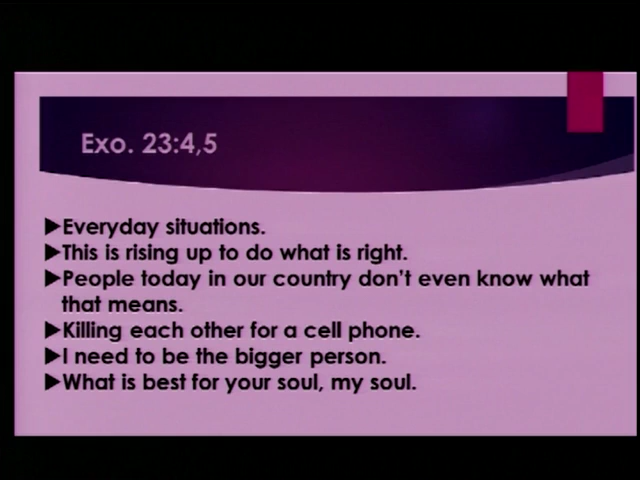 Exo. 23:4,5
▶Everyday situations.
▶This is rising up to do what is right.
▶People today in our country don't even know what
that means.
▶Killing each other for a cell phone.
▶I need to be the bigger person.
▶What is best for your soul, my soul.